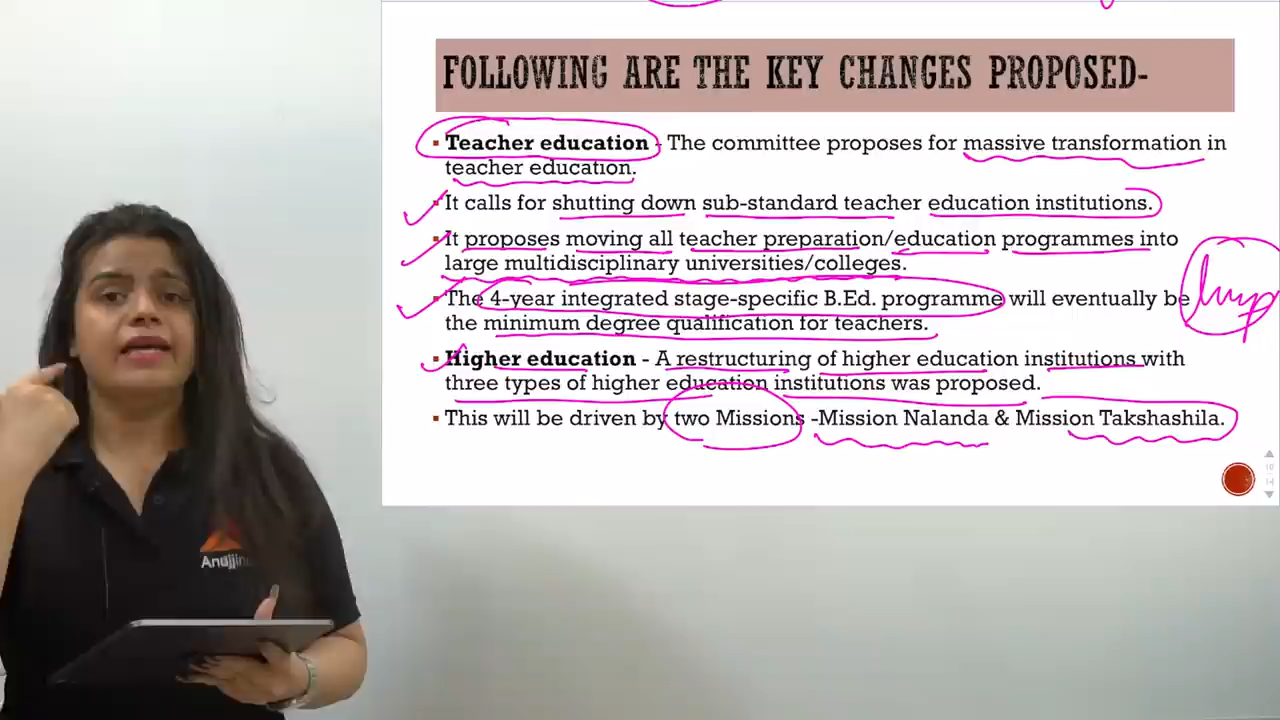 FOLLOWING ARE THE KEY CHANGES PROPOSED-
Teacher education - The committee proposes for massive transformation in
teacher education.
It calls for shutting down sub-standard teacher education institutions.
It proposes moving all teacher preparation/education programmes into
large multidisciplinary universities/colleges.
The 4-year integrated stage-specific B.Ed. programme will eventually be
the minimum degree qualification for teachers.
Imp
Higher education - A restructuring of higher education institutions with
three types of higher education institutions was proposed.
This will be driven by two Missions -Mission Nalanda & Mission Takshashila.